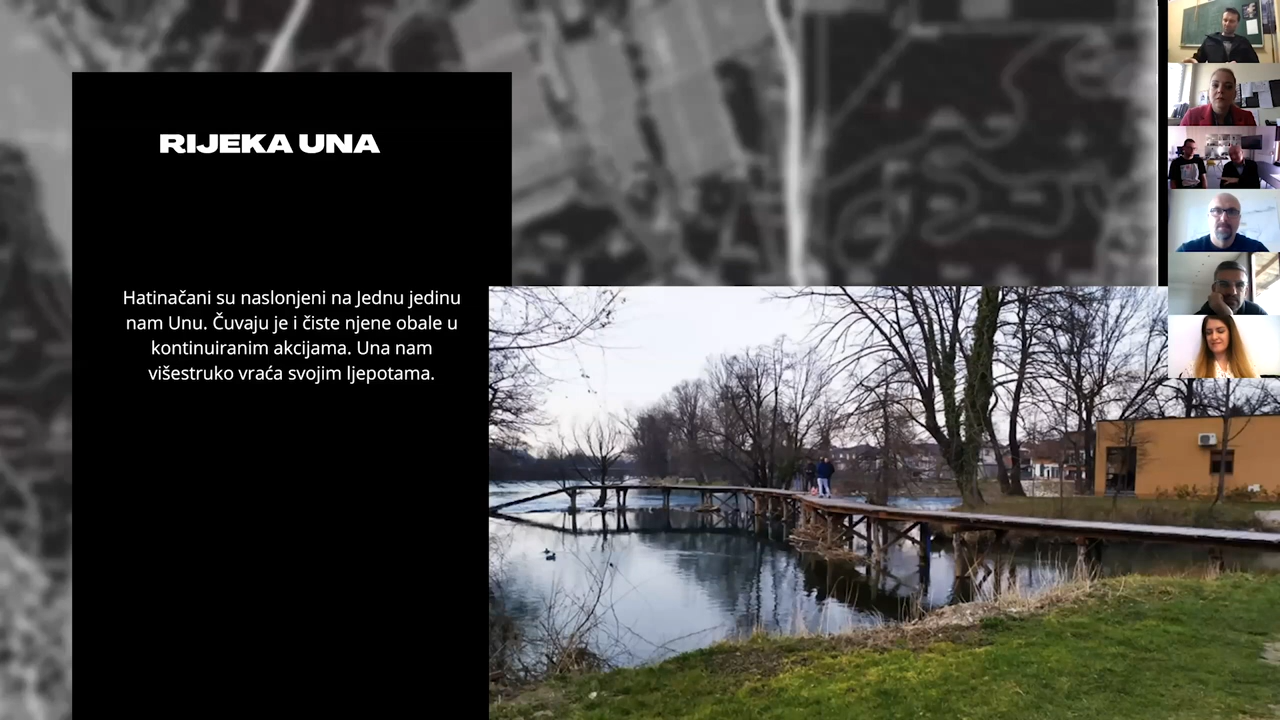 RIJEKA UNA
Hatinačani su naslonjeni na Jednu jedinu
nam Unu. Čuvaju je i čiste njene obale u
kontinuiranim akcijama. Una nam
višestruko vraća svojim ljepotama.